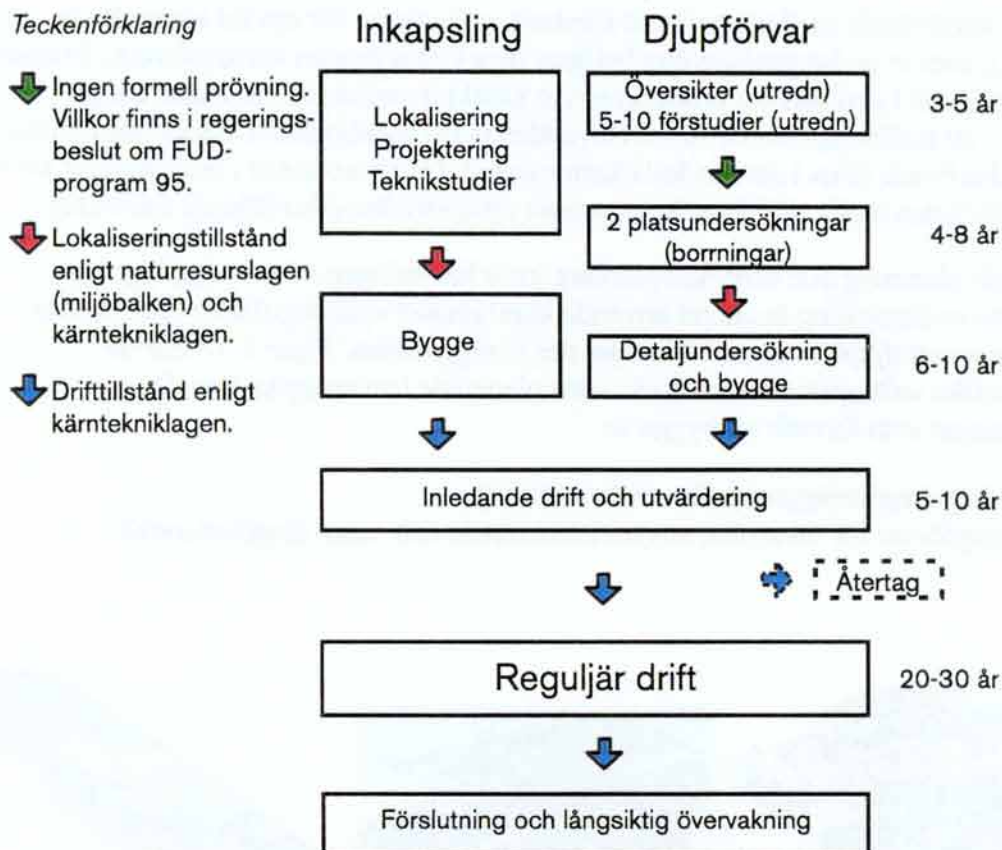 Teckenförklaring
Ingen formell prövning.
Villkor finns i regerings-
beslut om FUD-
program 95.
Lokaliseringstillstånd
enligt naturresurslagen
(miljöbalken) och
kärntekniklagen.
Drifttillstånd enligt
kärntekniklagen.
Inkapsling
Djupförvar
Lokalisering
Projektering
Teknikstudier
Översikter (utredn)
5-10 förstudier (utredn)
3-5 år
2 platsundersökningar
(borrningar)
4-8 år
Bygge
Detaljundersökning
och bygge
6-10 år
Inledande drift och utvärdering
5-10 år
Återtag
Reguljär drift
20-30 år
Förslutning och långsiktig övervakning